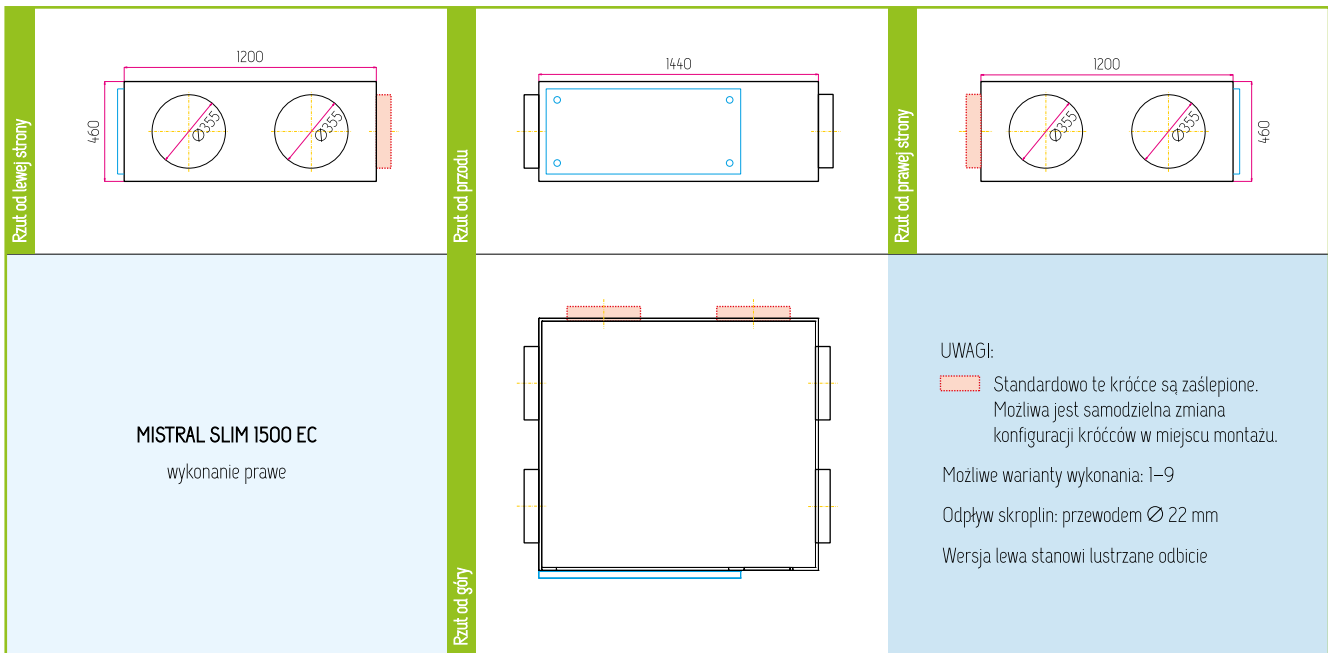 Rzut od lewej strony
1200
460
Ø355
Ø355
Rzut od przodu
1440
Rzut od prawej strony
1200
460
Ø355
Ø355
MISTRAL SLIM 1500 EC
wykonanie prawe
Rzut od góry
UWAGI:
Standardowo te króćce są zaślepione.
Możliwa jest samodzielna zmiana
konfiguracji króćców w miejscu montażu.
Możliwe warianty wykonania: 1–9
Odpływ skroplin: przewodem Ø 22 mm
Wersja lewa stanowi lustrzane odbicie